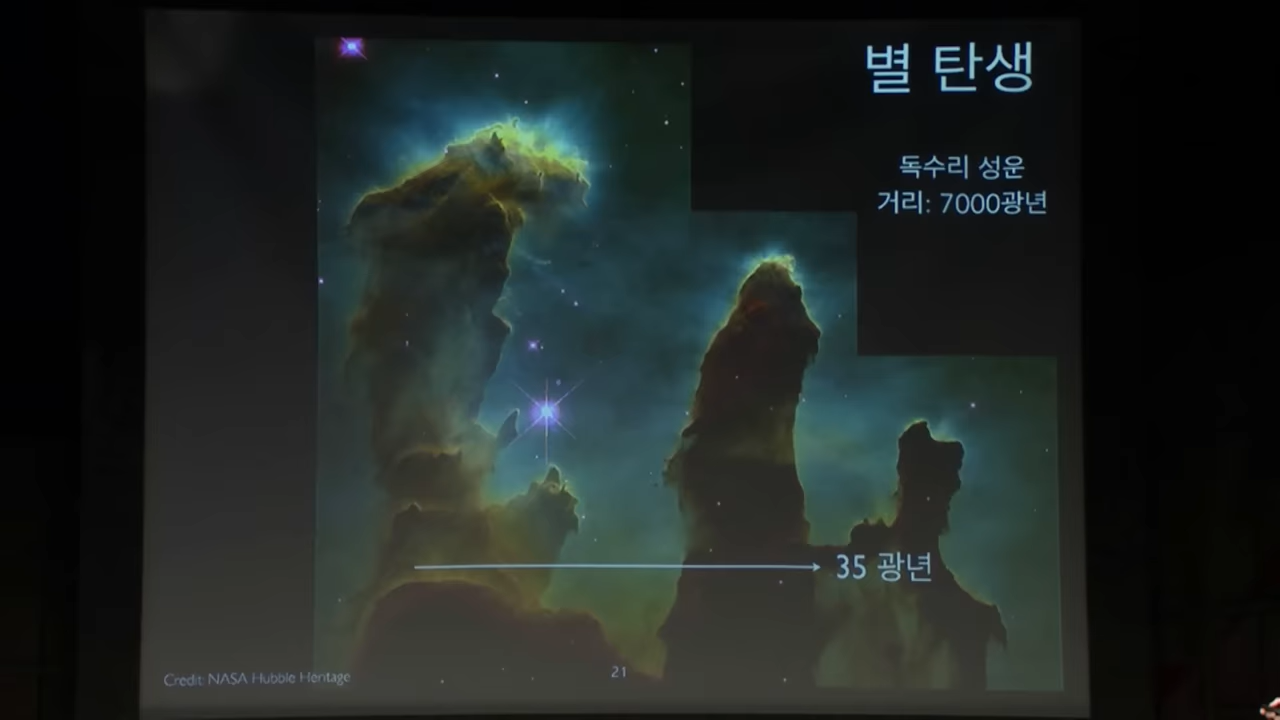 별 탄생
독수리 성운
거리: 7000광년
35 광년
Credit: NASA Hubble Heritage
21